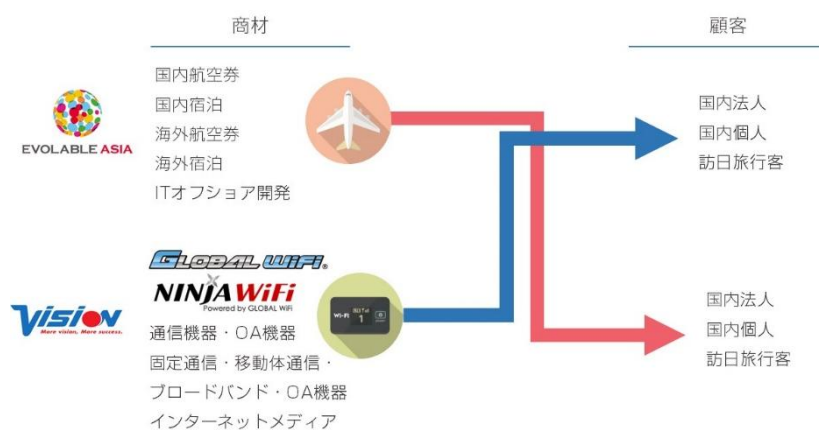 商材
顧客
EVOLABLE ASIA
国内航空券
国内宿泊
海外航空券
海外宿泊
ITオフショア開発
国内法人
国内個人
訪日旅行客
VISION
More vision, More success.
GLOBAL WiFi®
×
NINJA WiFi
Powered by GLOBAL WiFi
通信機器・OA機器
固定通信・移動体通信・
ブロードバンド・OA機器
インターネットメディア
Wi-Fi
1
国内法人
国内個人
訪日旅行客